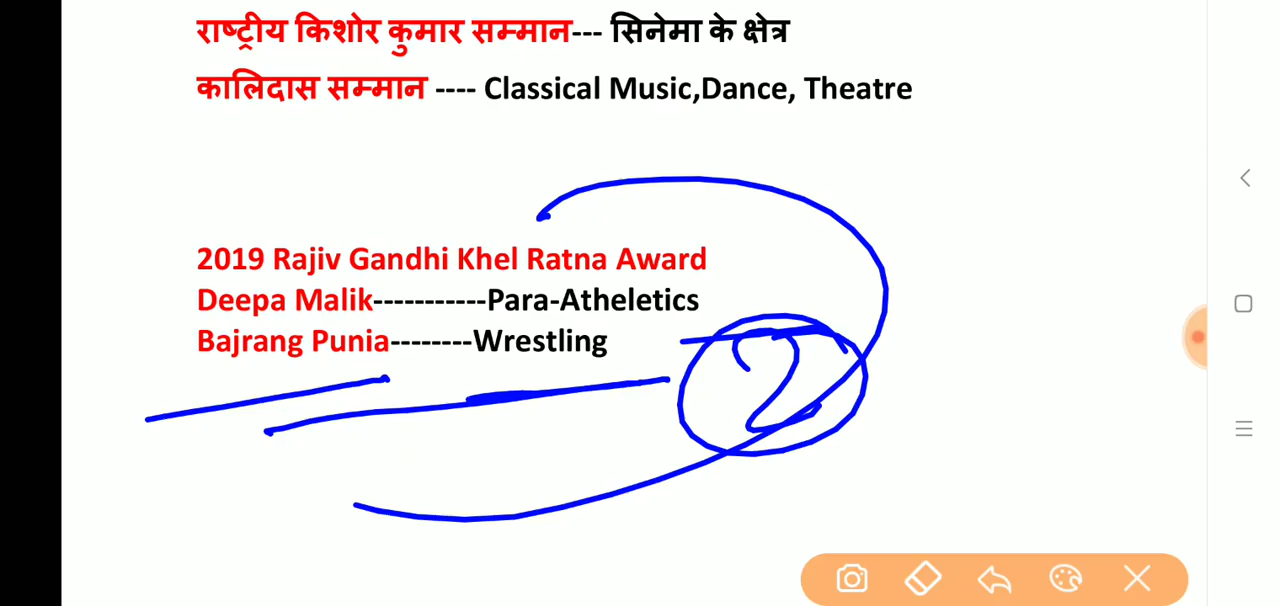 राष्ट्रीय किशोर कुमार सम्मान--- सिनेमा के क्षेत्र
कालिदास सम्मान ---- Classical Music,Dance, Theatre
2019 Rajiv Gandhi Khel Ratna Award
Deepa Malik-----------Para-Atheletics
Bajrang Punia--------Wrestling
2